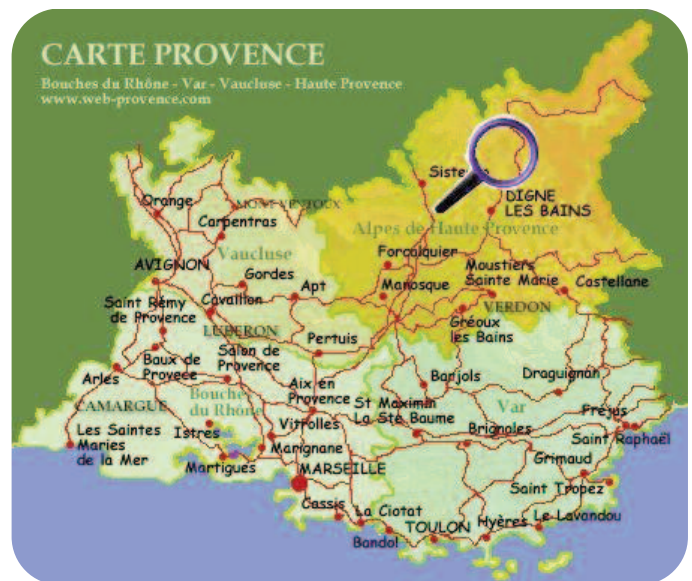 CARTE PROVENCE
Bouches du Rhône - Var - Vaucluse - Haute Provence
www.web-provence.com
Orange
MONT VENTOUX
Carpentras
Vaucluse
DIGNE
LES BAINS
Alpes de Haute Provence
AVIGNON
Gordes
Forcalquier
Moustiers
Sainte Marie
Castellane
Saint Rémy
de Provence
Cavaillon
Apt
Manosque
VERDON
LUBERON
Pertuis
Gréoux
les Bains
Baux de
Provece
Salon de
Provence
Arles
Aix en
Provence
Barjols
Draguignan
CAMARGUE
Bouches
du Rhône
St Maximin
La Ste Baume
Var
Fréjus
Les Saintes
Maries
de la Mer
Istres
Vitrolles
Brignoles
Saint Raphaël
Marignane
Martigues
MARSEILLE
Grimaud
Saint Tropez
Cassis
La Ciotat
TOULON
Hyères
Le Lavandou
Bandol